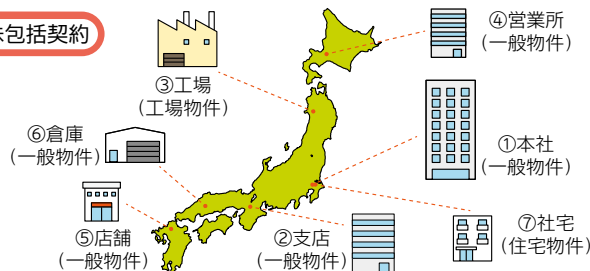 包括契約
④営業所
(一般物件)
③工場
(工場物件)
⑥倉庫
(一般物件)
①本社
(一般物件)
⑤店舗
(一般物件)
②支店
(一般物件)
⑦社宅
(住宅物件)